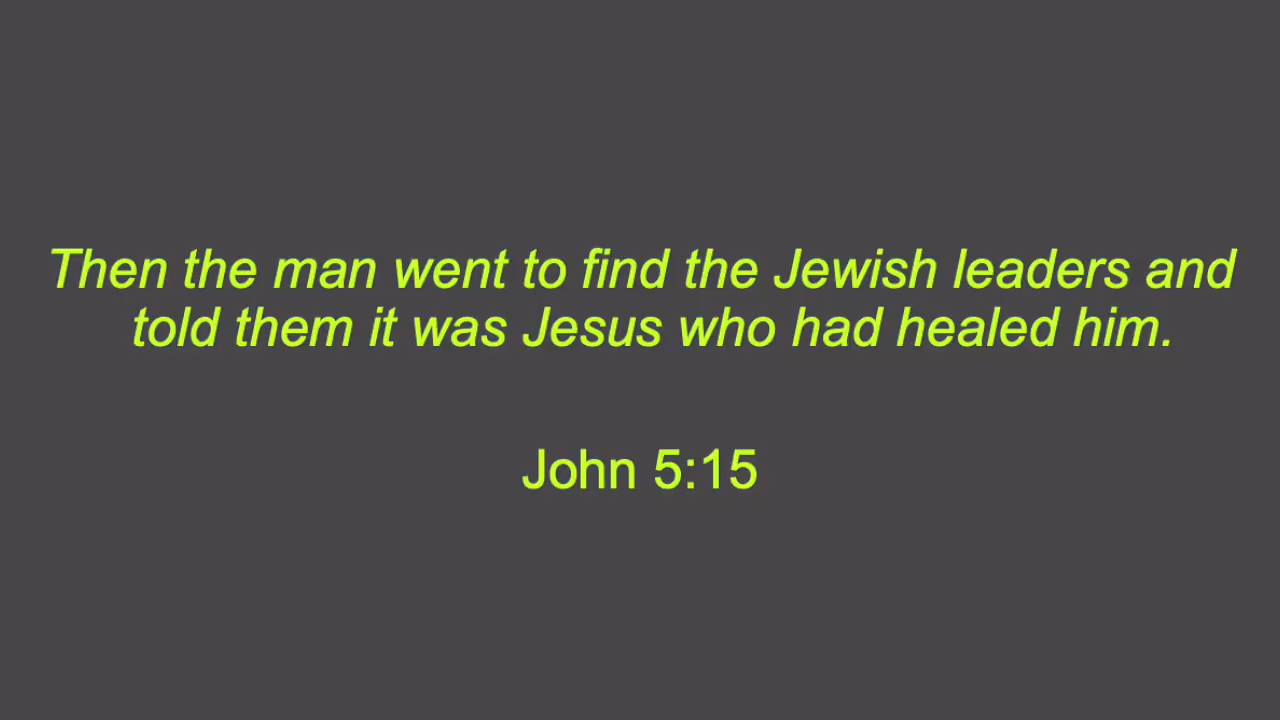 Then the man went to find the Jewish leaders and
told them it was Jesus who had healed him.
John 5:15